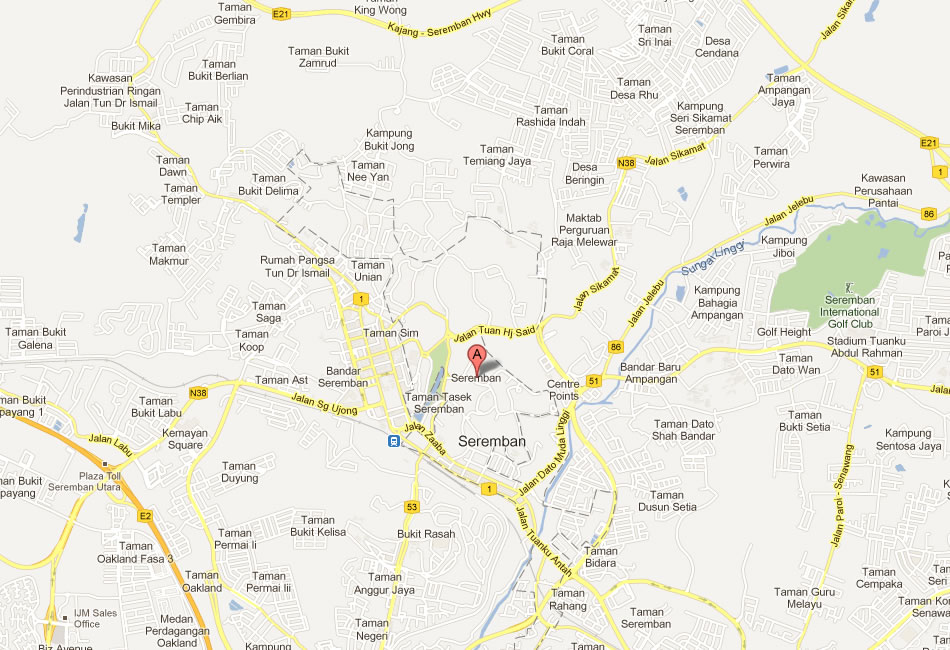 Taman
Gembira
E21
Taman
King Wong
Kajang - Seremban Hwy
Taman Bukit
Zamrud
Taman
Bukit Coral
Taman
Sri Inai
Desa
Cendana
Jalan Sikamat
Kawasan
Perindustrian Ringan
Jalan Tun Dr Ismail
Taman
Bukit Berlian
Taman
Chip Aik
Bukit Mika
Taman
Desa Rhu
Taman
Ampangan
Jaya
Taman
Rashida Indah
Kampung
Seri Sikamat
Seremban
Kampung
Bukit Jong
Taman
Temiang Jaya
Desa
Beringin
N38
Jalan Sikamat
Taman
Perwira
E21
1
Taman
Dawn
Taman
Templer
Taman
Bukit Delima
Taman
Nee Yan
Kawasan
Perusahaan
Pantai
86
Jalan Jelebu
Maktab
Perguruan
Raja Melewar
Taman
Makmur
Rumah Pangsa
Tun Dr Ismail
Taman
Unian
Sungai Linggi
Kampung
Jiboi
Jalan Sikamat
Jalan Jelebu
Kampung
Bahagia
Ampangan
Seremban
International
Golf Club
1
Taman
Saga
Taman
Koop
Taman Bukit
Galena
Taman Sim
Jalan Tuan Hj Said
Golf Height
Stadium Tuanku
Abdul Rahman
Taman
Paroi J
86
A
Seremban
Bandar
Seremban
Taman Ast
Centre
Points
51
Bandar Baru
Ampangan
Taman
Dato Wan
51
N38
Jalan Sg Ujong
Taman Tasek
Seremban
Taman
Bukit Labu
Jalan Labu
Kemayan
Square
Jalan Zaaba
Seremban
Jalan Dato Muda Linggi
Taman Dato
Shah Bandar
Taman
Bukti Setia
Kampung
Sentosa Jaya
Jalan Paroi - Senawang
Plaza Toll
Seremban Utara
Taman
Duyung
1
53
Taman
Dusun Setia
E2
Taman
Bukit Kelisa
Bukit Rasah
Jalan Tuanku Antah
Taman
Oakland Fasa 3
Taman
Permai Ii
Taman
Bidara
Taman
Oakland
Taman
Permai Iii
Taman
Anggur Jaya
Taman
Rahang
Taman
Seremban
Taman Guru
Melayu
Taman
Cempaka
IJM Sales
Office
Medan
Perdagangan
Oakland
Taman
Negeri
Kampung
Biz Avenue